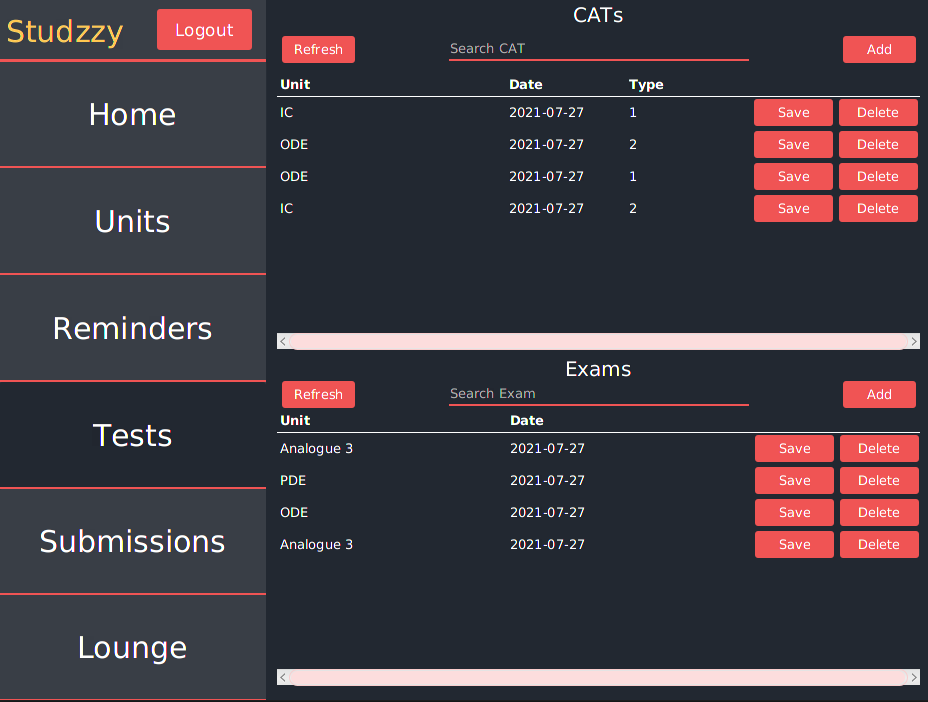 Studzzy Logout
Home
Units
Reminders
Tests
Submissions
Lounge
CATs
Refresh Search CAT Add
Unit Date Type
IC 2021-07-27 1 Save Delete
ODE 2021-07-27 2 Save Delete
ODE 2021-07-27 1 Save Delete
IC 2021-07-27 2 Save Delete
Exams
Refresh Search Exam Add
Unit Date
Analogue 3 2021-07-27 Save Delete
PDE 2021-07-27 Save Delete
ODE 2021-07-27 Save Delete
Analogue 3 2021-07-27 Save Delete